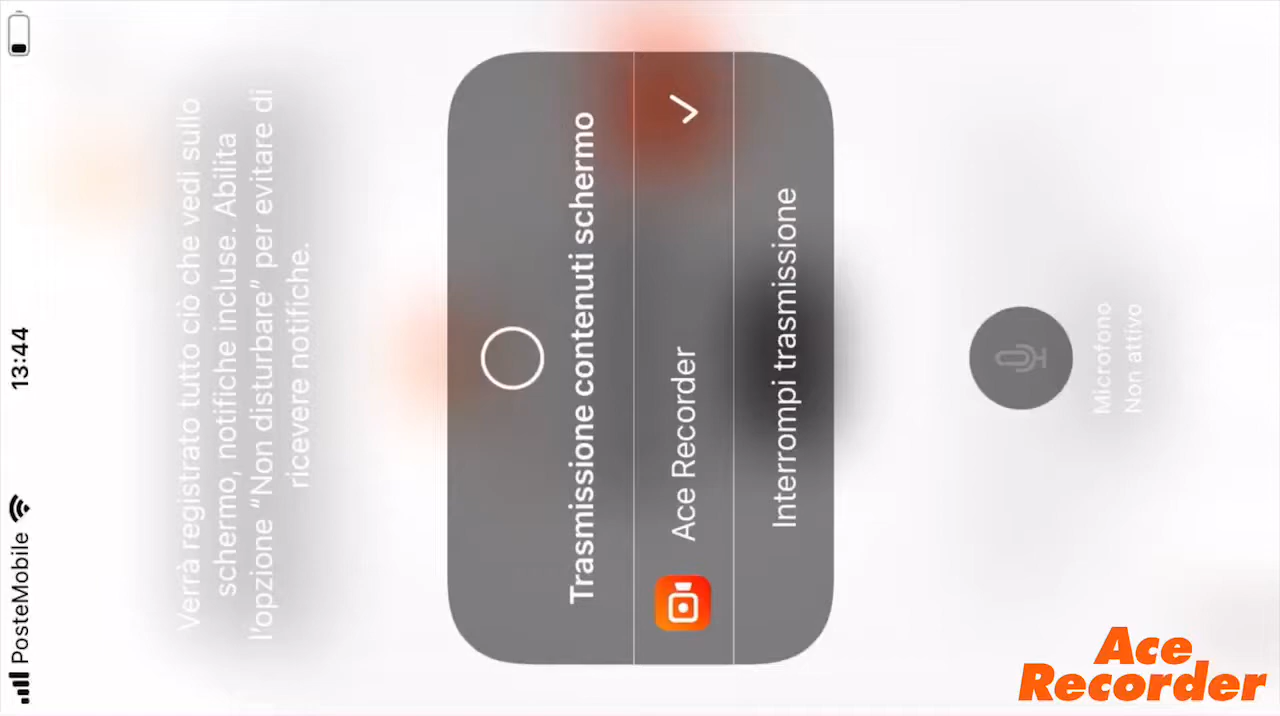 PosteMobile
13:44
Verrà registrato tutto ciò che vedi sullo
schermo, notifiche incluse. Abilita
l'opzione “Non disturbare” per evitare di
ricevere notifiche.
Trasmissione contenuti schermo
Ace Recorder
Interrompi trasmissione
Microfono
Non attivo
Ace
Recorder